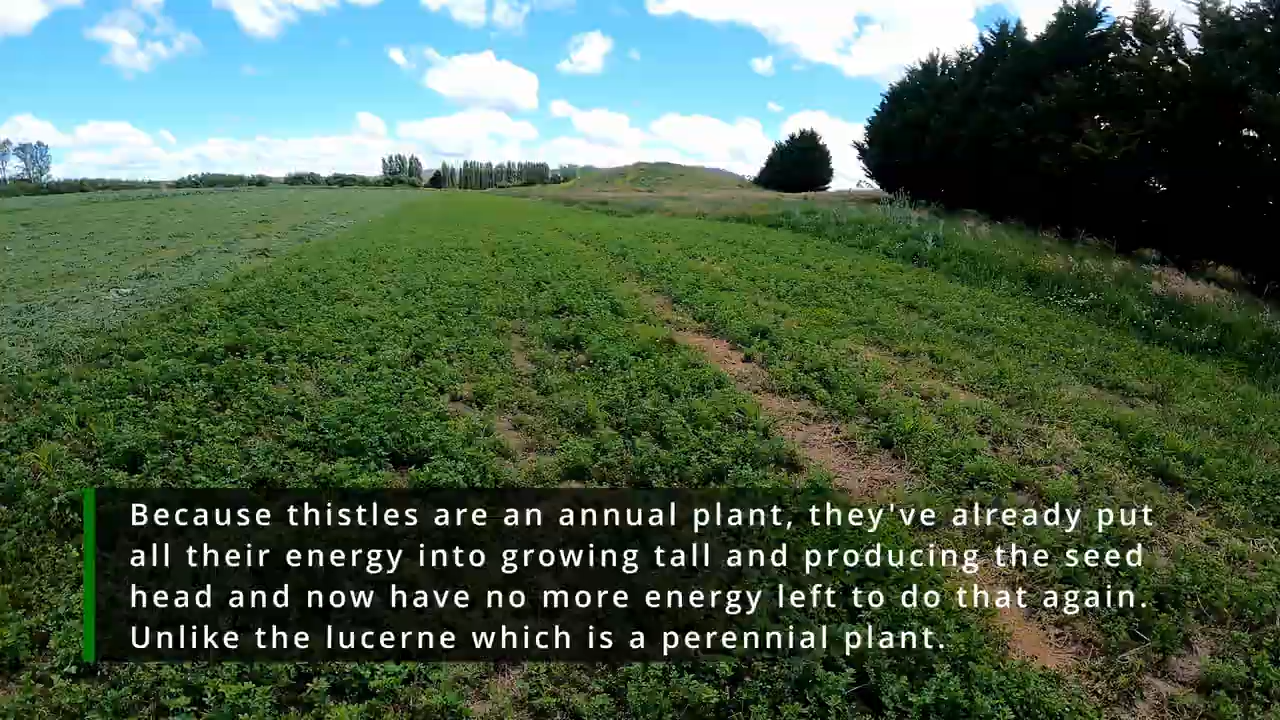 Because thistles are an annual plant, they've already put
all their energy into growing tall and producing the seed
head and now have no more energy left to do that again.
Unlike the lucerne which is a perennial plant.